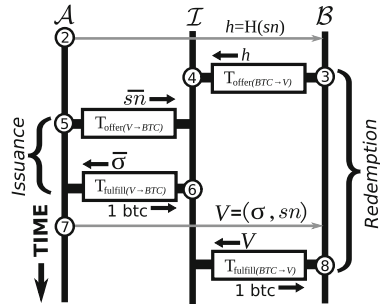 𝒜 ℐ ℬ
② h=H(sn)
← h
④ T_offer(BTC→V) ③
s̅n̅ →
⑤ T_offer(V→BTC)
Issuance
← σ̅
T_fulfill(V→BTC) ⑥
1 btc →
Redemption
TIME
⑦ V=(σ, sn)
← V
T_fulfill(BTC→V) ⑧
1 btc →